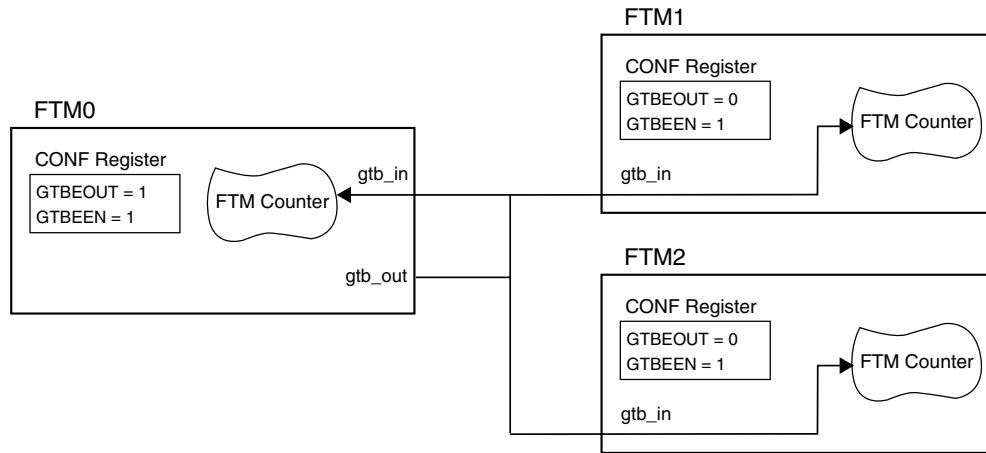 FTM0
CONF Register
GTBEOUT = 1
GTBEEN = 1
FTM Counter
gtb_in
gtb_out
FTM1
CONF Register
GTBEOUT = 0
GTBEEN = 1
FTM Counter
gtb_in
FTM2
CONF Register
GTBEOUT = 0
GTBEEN = 1
FTM Counter
gtb_in